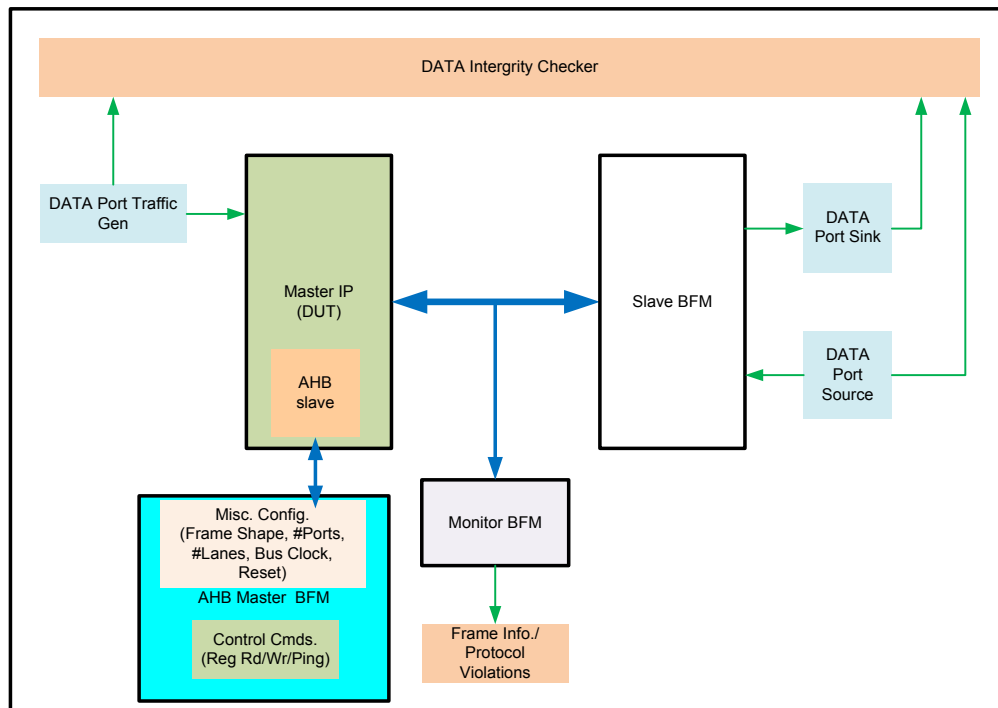 DATA Intergrity Checker
DATA Port Traffic
Gen
Master IP
(DUT)
AHB
slave
Slave BFM
DATA
Port Sink
DATA
Port
Source
Misc. Config.
(Frame Shape, #Ports,
#Lanes, Bus Clock,
Reset)
AHB Master BFM
Control Cmds.
(Reg Rd/Wr/Ping)
Monitor BFM
Frame Info./
Protocol
Violations